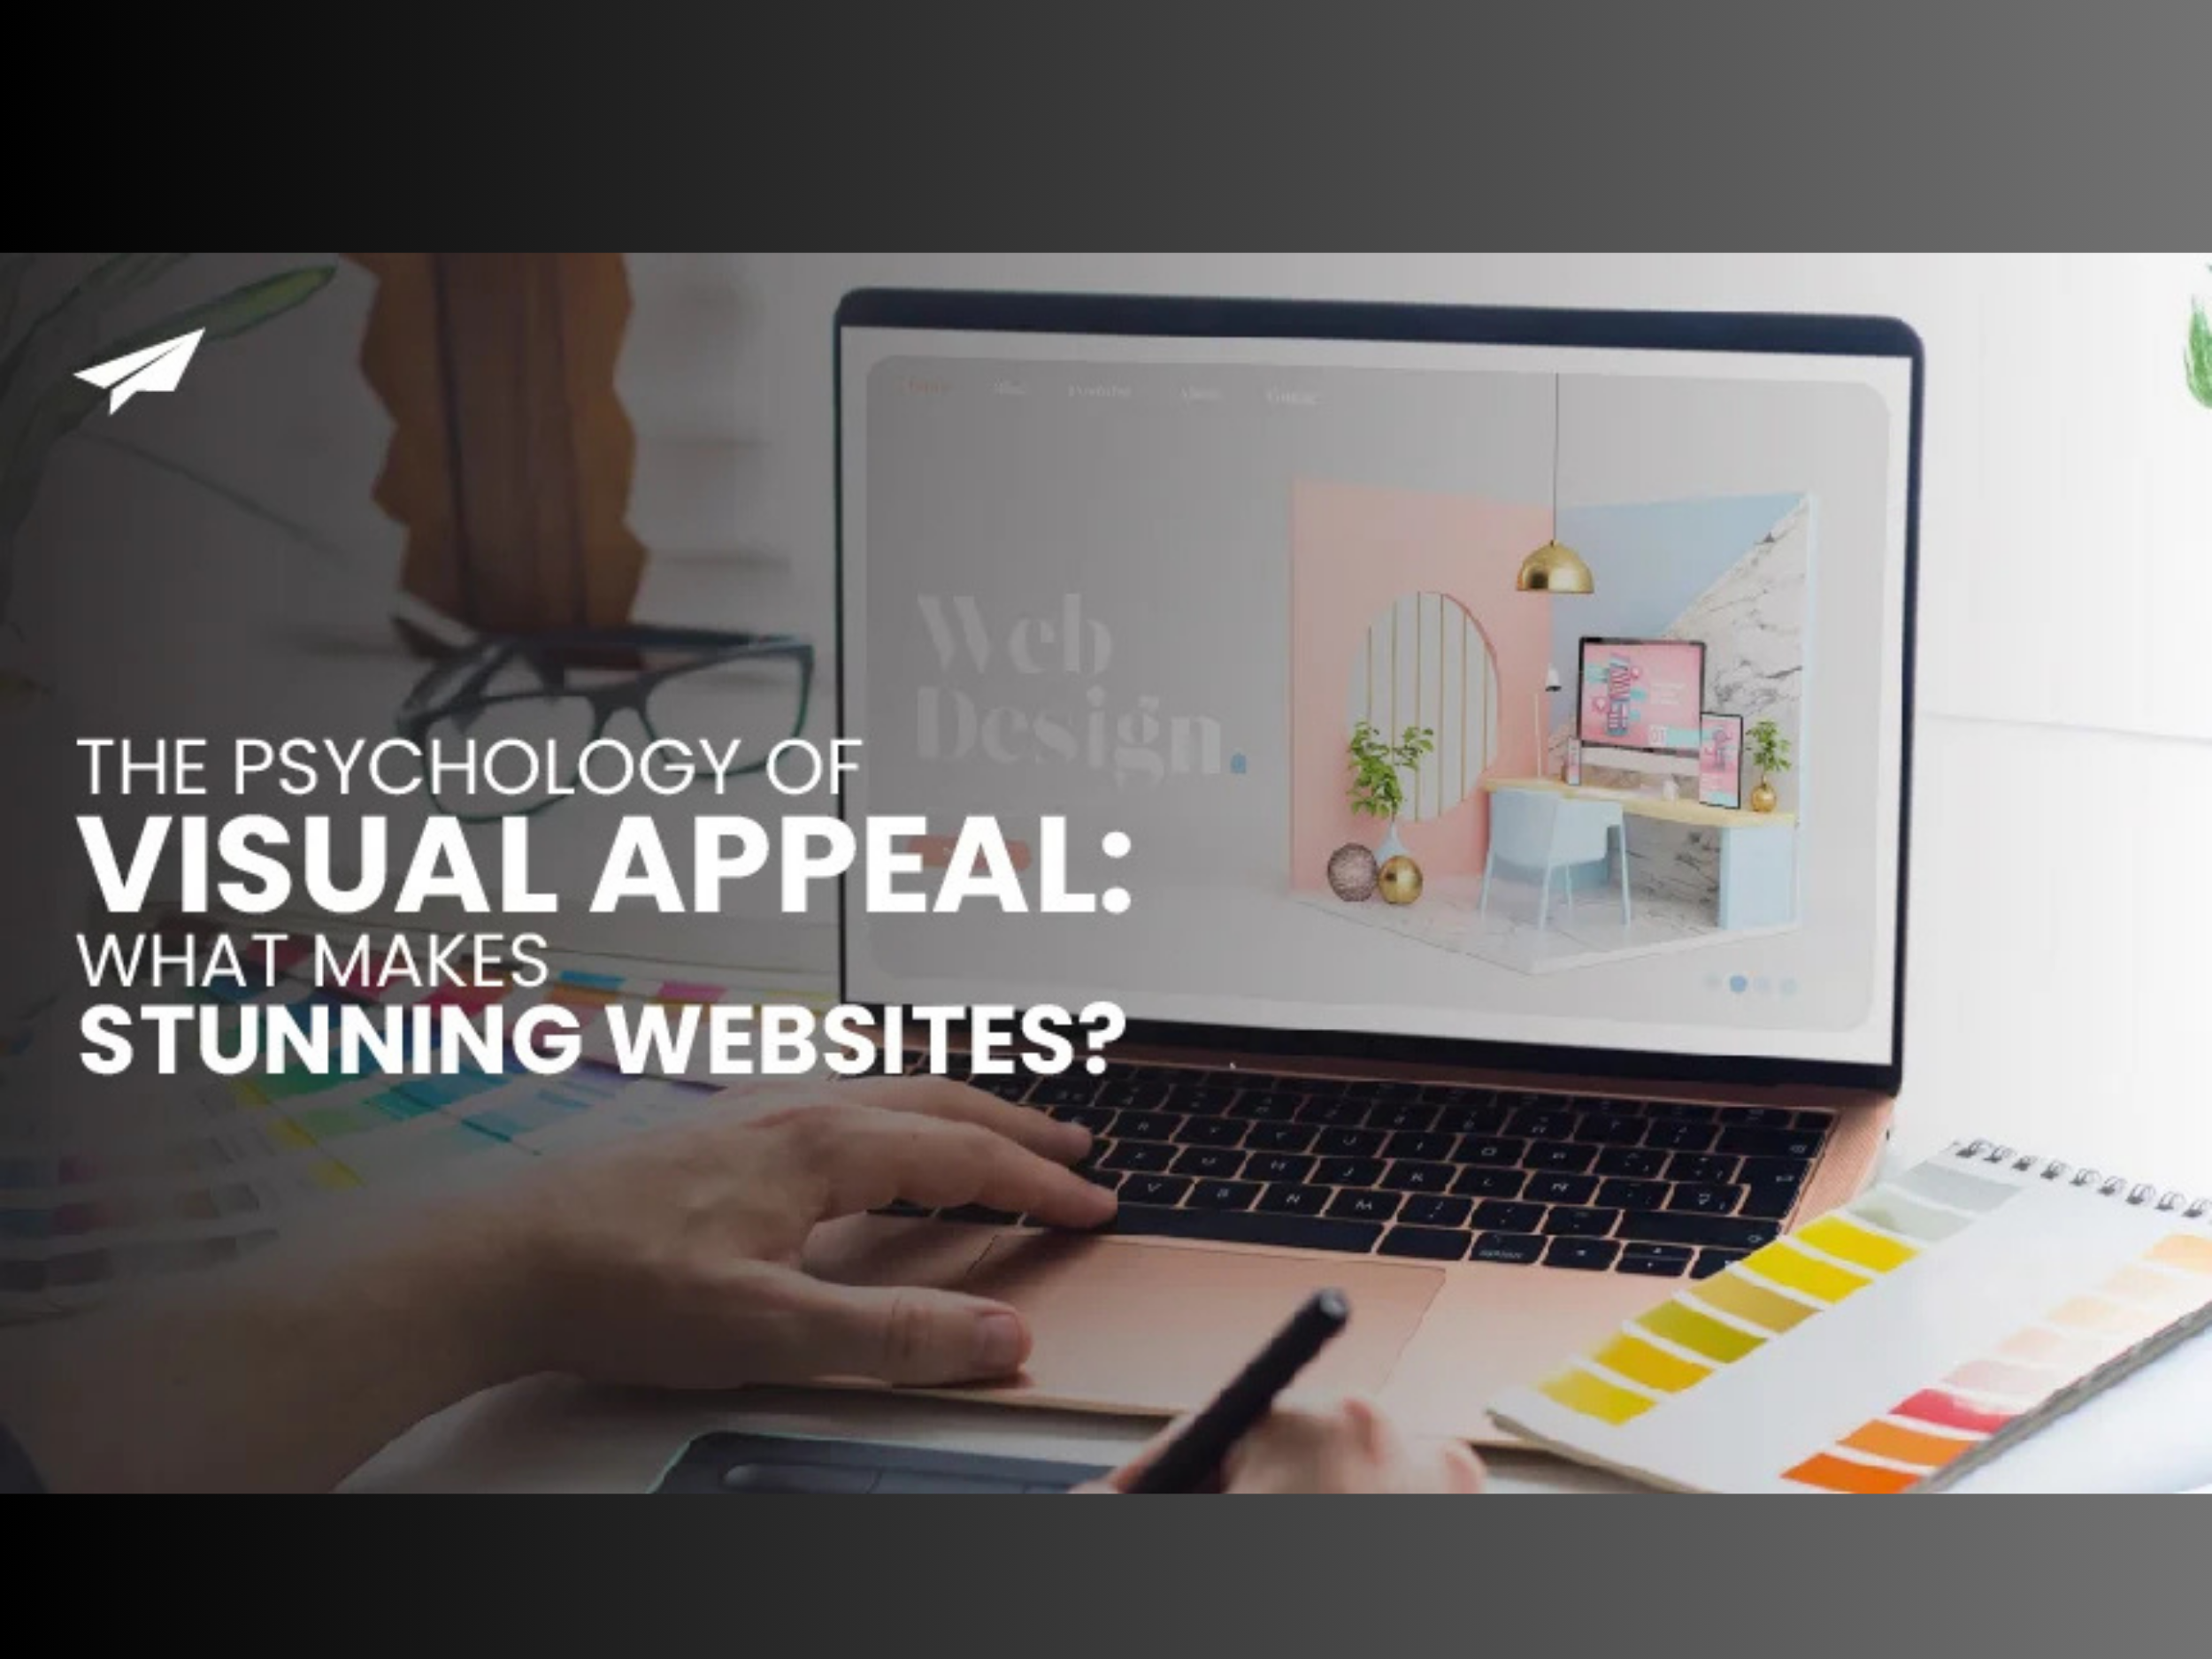 THE PSYCHOLOGY OF
VISUAL APPEAL:
WHAT MAKES
STUNNING WEBSITES?
Web
Design.